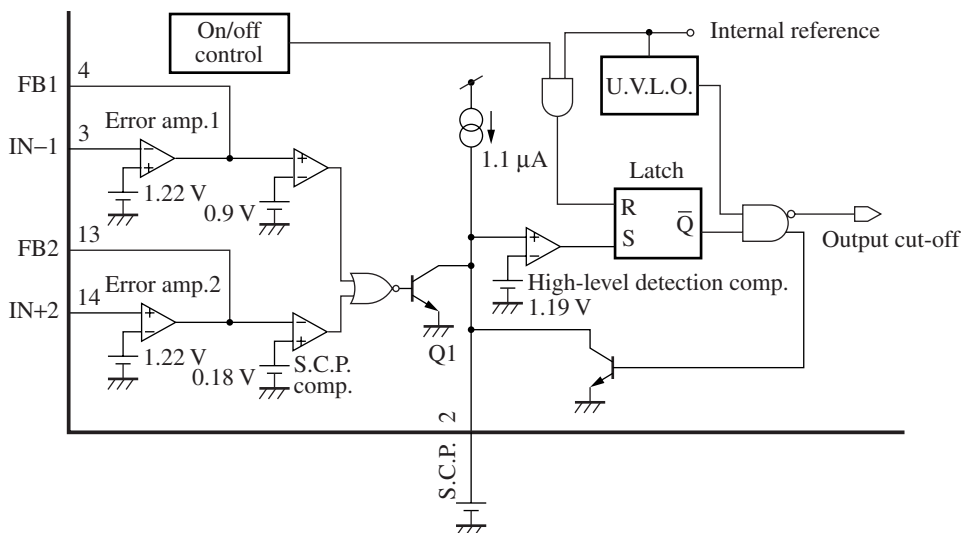 On/off
control
Internal reference
FB1
4
U.V.L.O.
Error amp.1
IN−1
3
1.1 μA
1.22 V
0.9 V
Latch
R
S
Q̅
FB2
13
Output cut-off
Error amp.2
IN+2
14
High-level detection comp.
1.19 V
1.22 V
0.18 V
S.C.P.
comp.
Q1
2
S.C.P.